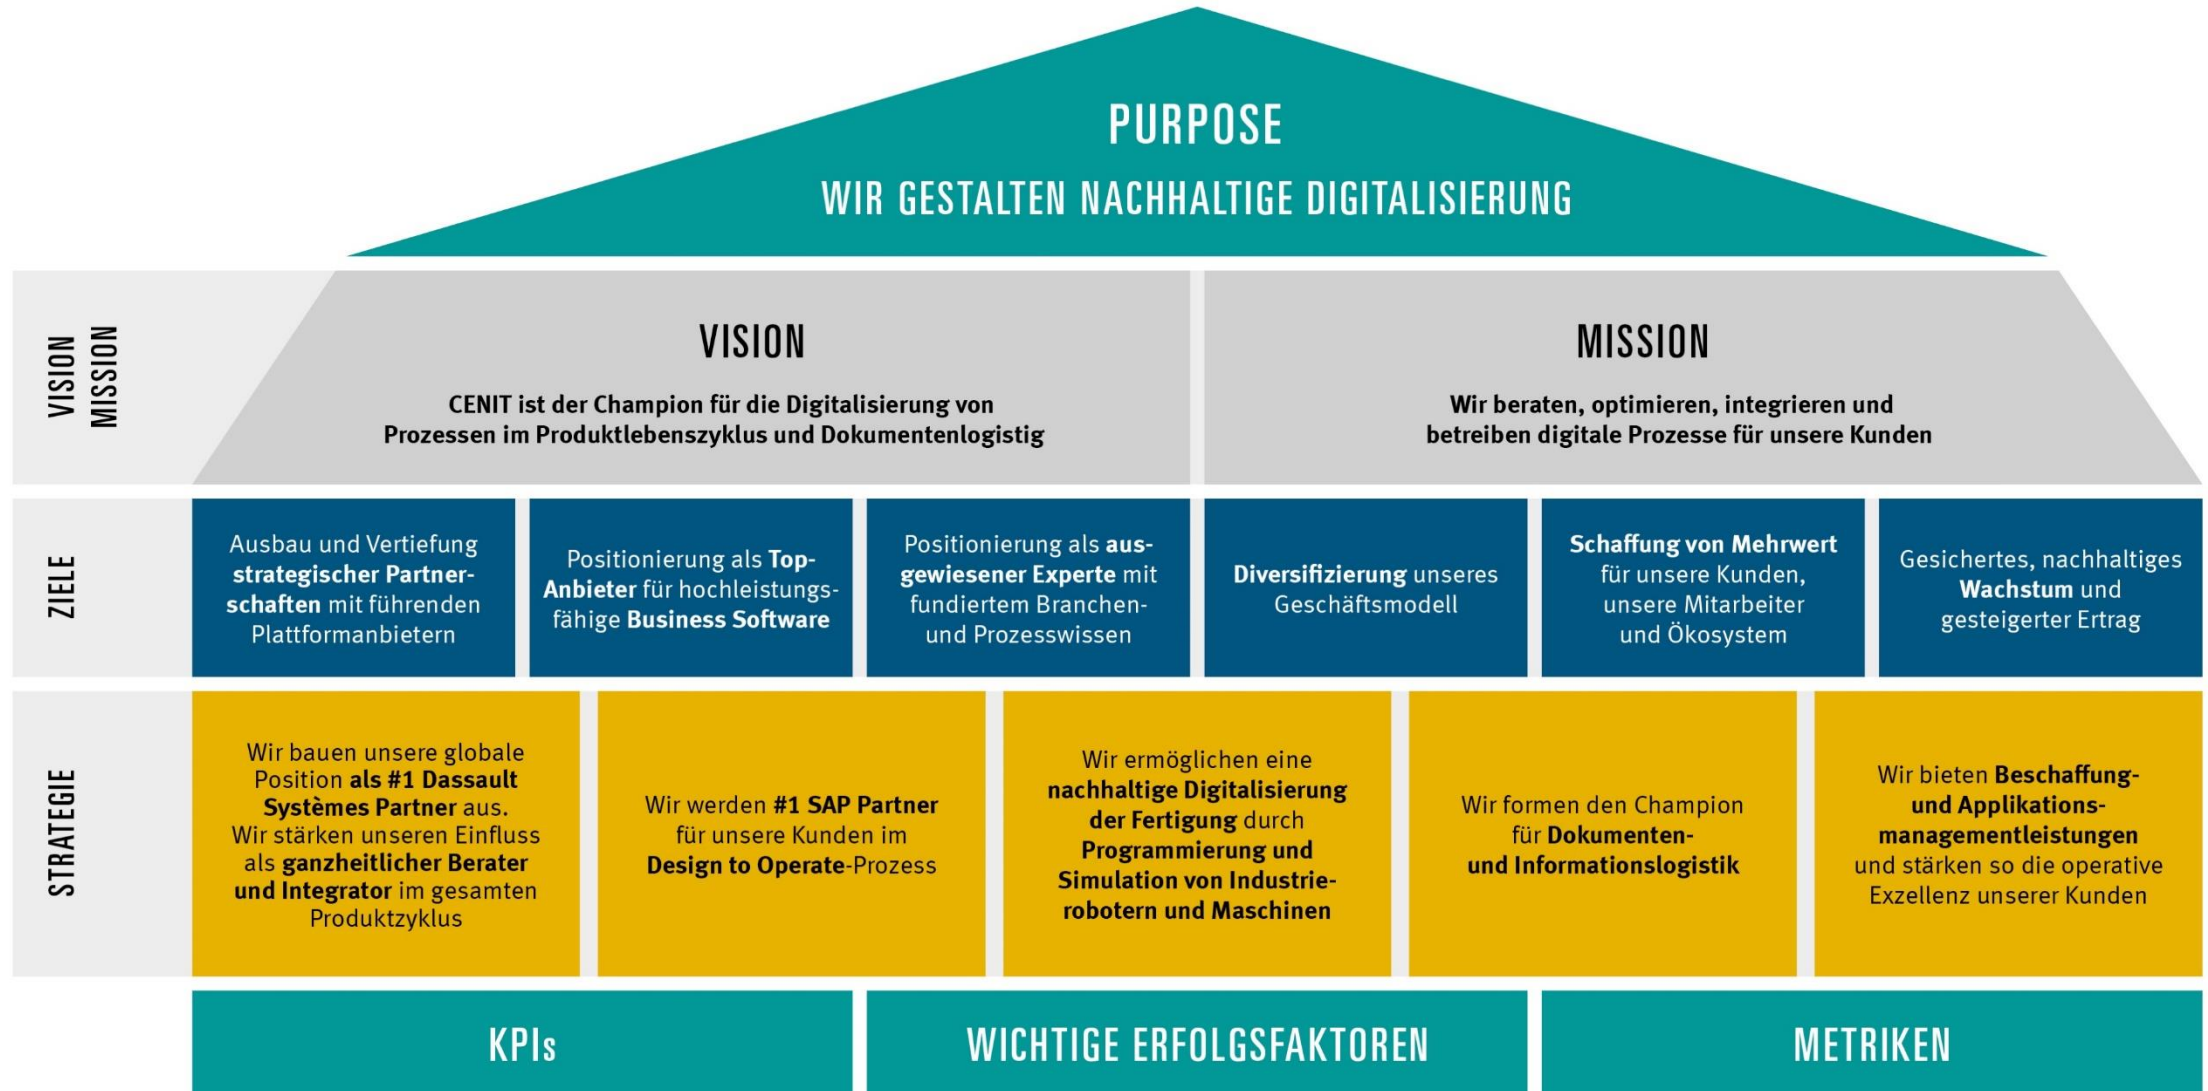 PURPOSE
WIR GESTALTEN NACHHALTIGE DIGITALISIERUNG
VISION
MISSION
VISION
CENIT ist der Champion für die Digitalisierung von
Prozessen im Produktlebenszyklus und Dokumentenlogistig
MISSION
Wir beraten, optimieren, integrieren und
betreiben digitale Prozesse für unsere Kunden
ZIELE
Ausbau und Vertiefung
strategischer Partner-
schaften mit führenden
Plattformanbietern
Positionierung als Top-
Anbieter für hochleistungs-
fähige Business Software
Positionierung als aus-
gewiesener Experte mit
fundiertem Branchen-
und Prozesswissen
Diversifizierung unseres
Geschäftsmodell
Schaffung von Mehrwert
für unsere Kunden,
unsere Mitarbeiter
und Ökosystem
Gesichertes, nachhaltiges
Wachstum und
gesteigerter Ertrag
STRATEGIE
Wir bauen unsere globale
Position als #1 Dassault
Systèmes Partner aus.
Wir stärken unseren Einfluss
als ganzheitlicher Berater
und Integrator im gesamten
Produktzyklus
Wir werden #1 SAP Partner
für unsere Kunden im
Design to Operate-Prozess
Wir ermöglichen eine
nachhaltige Digitalisierung
der Fertigung durch
Programmierung und
Simulation von Industrie-
robotern und Maschinen
Wir formen den Champion
für Dokumenten-
und Informationslogistik
Wir bieten Beschaffung-
und Applikations-
managementleistungen
und stärken so die operative
Exzellenz unserer Kunden
KPIs
WICHTIGE ERFOLGSFAKTOREN
METRIKEN